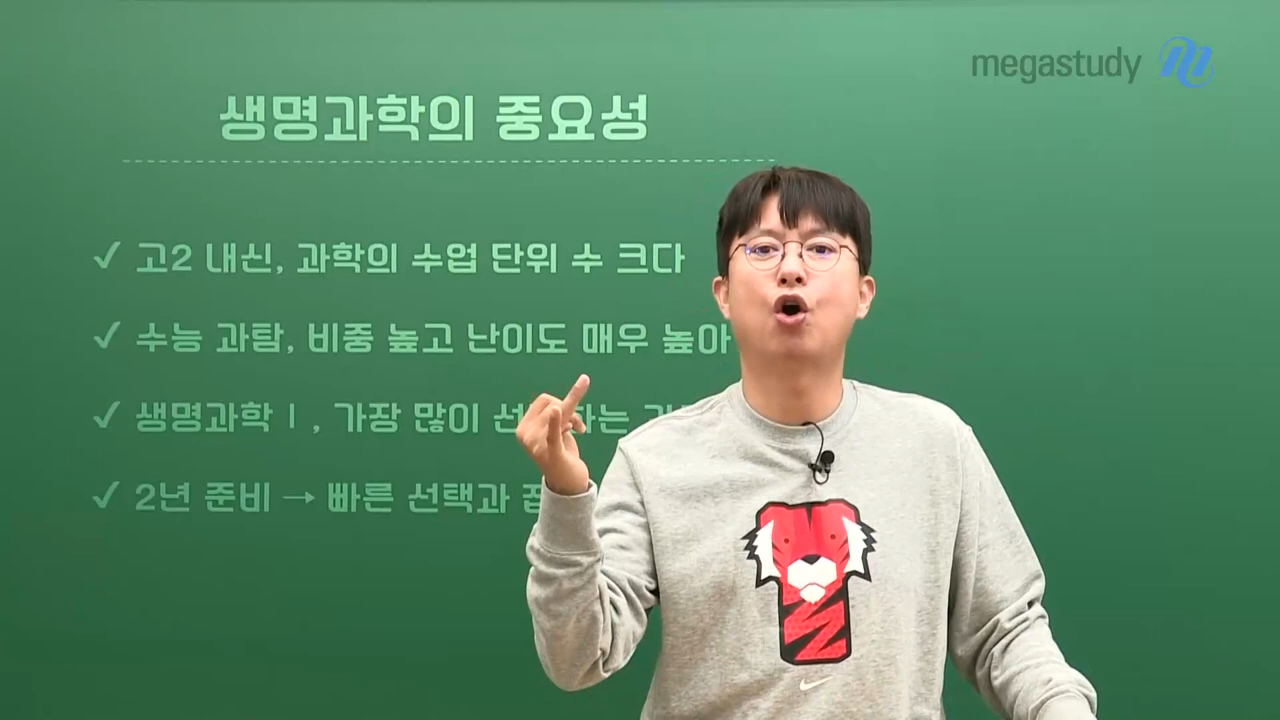 megastudy
생명과학의 중요성
✓ 고2 내신, 과학의 수업 단위 수 크다
✓ 수능 과탐, 비중 높고 난이도 매우 높아
✓ 생명과학Ⅰ, 가장 많이 하는
✓ 2년 준비 → 빠른 선택과